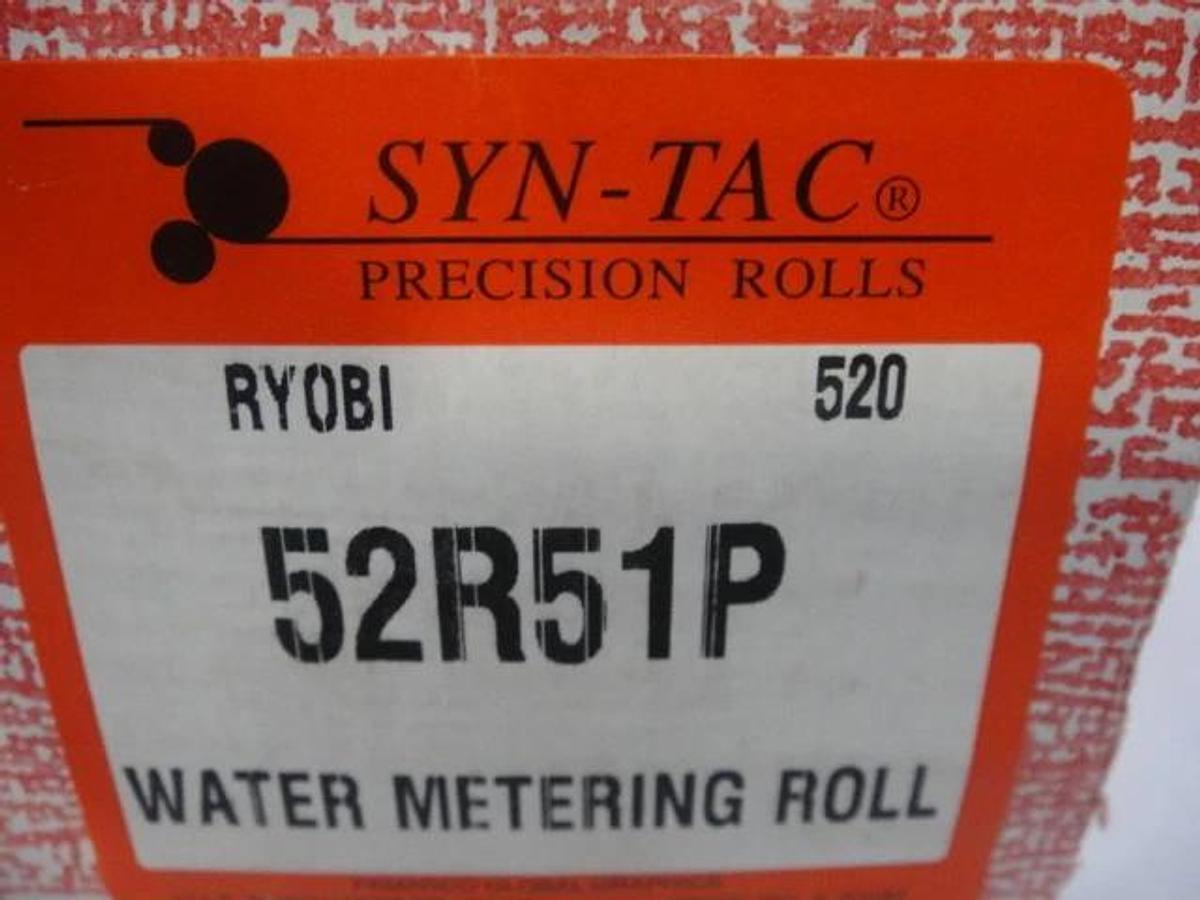 SYN-TAC®
PRECISION ROLLS
RYOBI 520
52R51P
WATER METERING ROLL